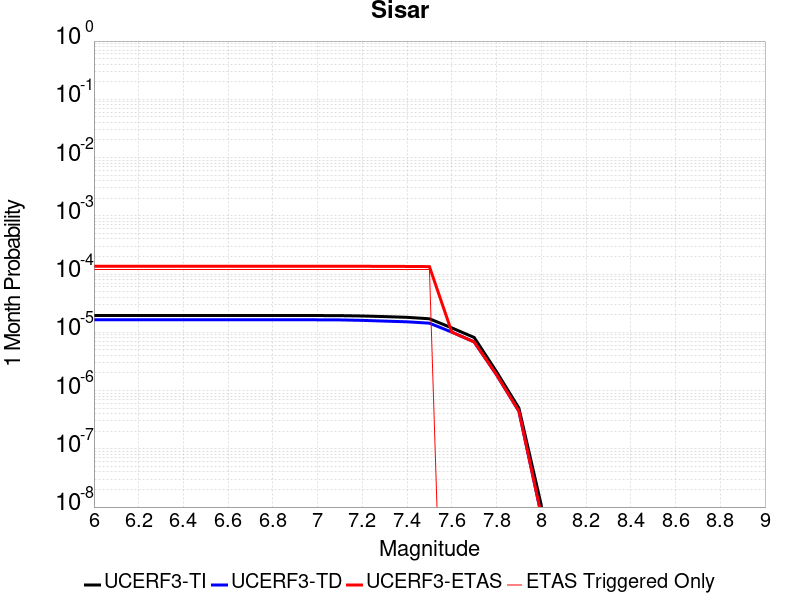 Sisar
1 Month Probability
10^0
10^-1
10^-2
10^-3
10^-4
10^-5
10^-6
10^-7
10^-8
6 6.2 6.4 6.6 6.8 7 7.2 7.4 7.6 7.8 8 8.2 8.4 8.6 8.8 9
Magnitude
UCERF3-TI UCERF3-TD UCERF3-ETAS ETAS Triggered Only